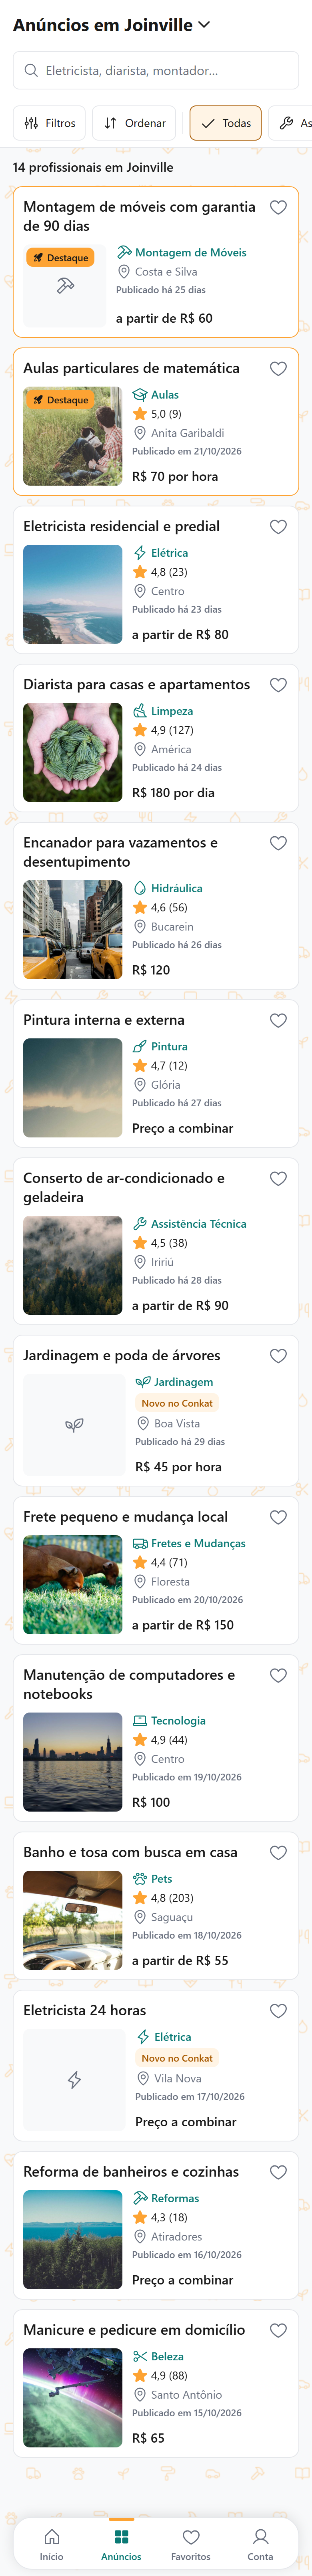 Anúncios em Joinville
Eletricista, diarista, montador...
Filtros
Ordenar
Todas
As
14 profissionais em Joinville
Montagem de móveis com garantia
de 90 dias
Destaque
Montagem de Móveis
Costa e Silva
Publicado há 25 dias
a partir de R$ 60
Aulas particulares de matemática
Destaque
Aulas
5,0 (9)
Anita Garibaldi
Publicado em 21/10/2026
R$ 70 por hora
Eletricista residencial e predial
Elétrica
4,8 (23)
Centro
Publicado há 23 dias
a partir de R$ 80
Diarista para casas e apartamentos
Limpeza
4,9 (127)
América
Publicado há 24 dias
R$ 180 por dia
Encanador para vazamentos e
desentupimento
Hidráulica
4,6 (56)
Bucarein
Publicado há 26 dias
R$ 120
Pintura interna e externa
Pintura
4,7 (12)
Glória
Publicado há 27 dias
Preço a combinar
Conserto de ar-condicionado e
geladeira
Assistência Técnica
4,5 (38)
Iririú
Publicado há 28 dias
a partir de R$ 90
Jardinagem e poda de árvores
Jardinagem
Novo no Conkat
Boa Vista
Publicado há 29 dias
R$ 45 por hora
Frete pequeno e mudança local
Fretes e Mudanças
4,4 (71)
Floresta
Publicado em 20/10/2026
a partir de R$ 150
Manutenção de computadores e
notebooks
Tecnologia
4,9 (44)
Centro
Publicado em 19/10/2026
R$ 100
Banho e tosa com busca em casa
Pets
4,8 (203)
Saguaçu
Publicado em 18/10/2026
a partir de R$ 55
Eletricista 24 horas
Elétrica
Novo no Conkat
Vila Nova
Publicado em 17/10/2026
Preço a combinar
Reforma de banheiros e cozinhas
Reformas
4,3 (18)
Atiradores
Publicado em 16/10/2026
Preço a combinar
Manicure e pedicure em domicílio
Beleza
4,9 (88)
Santo Antônio
Publicado em 15/10/2026
R$ 65
Início
Anúncios
Favoritos
Conta